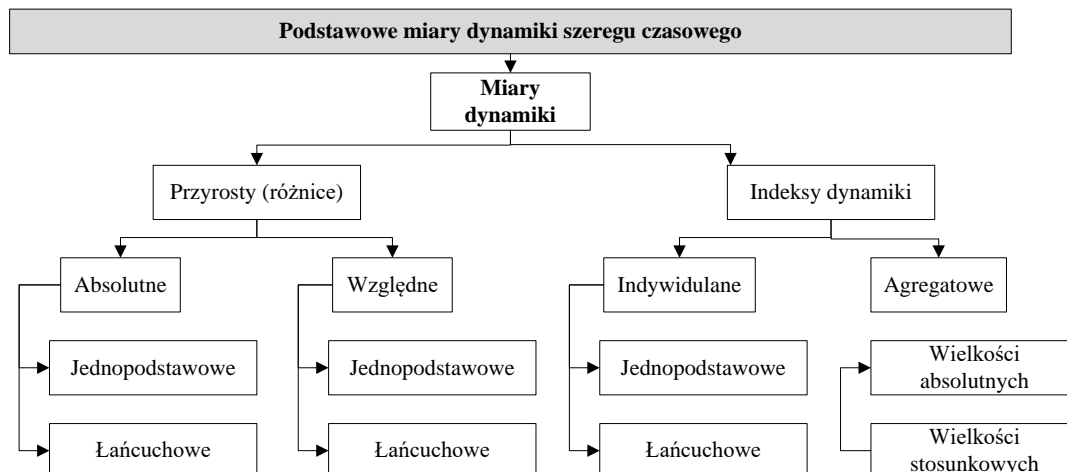 Podstawowe miary dynamiki szeregu czasowego
Miary
dynamiki
Przyrosty (różnice)
Indeksy dynamiki
Absolutne
Względne
Indywidulane
Agregatowe
Jednopodstawowe
Jednopodstawowe
Jednopodstawowe
Wielkości
absolutnych
Łańcuchowe
Łańcuchowe
Łańcuchowe
Wielkości
stosunkowych